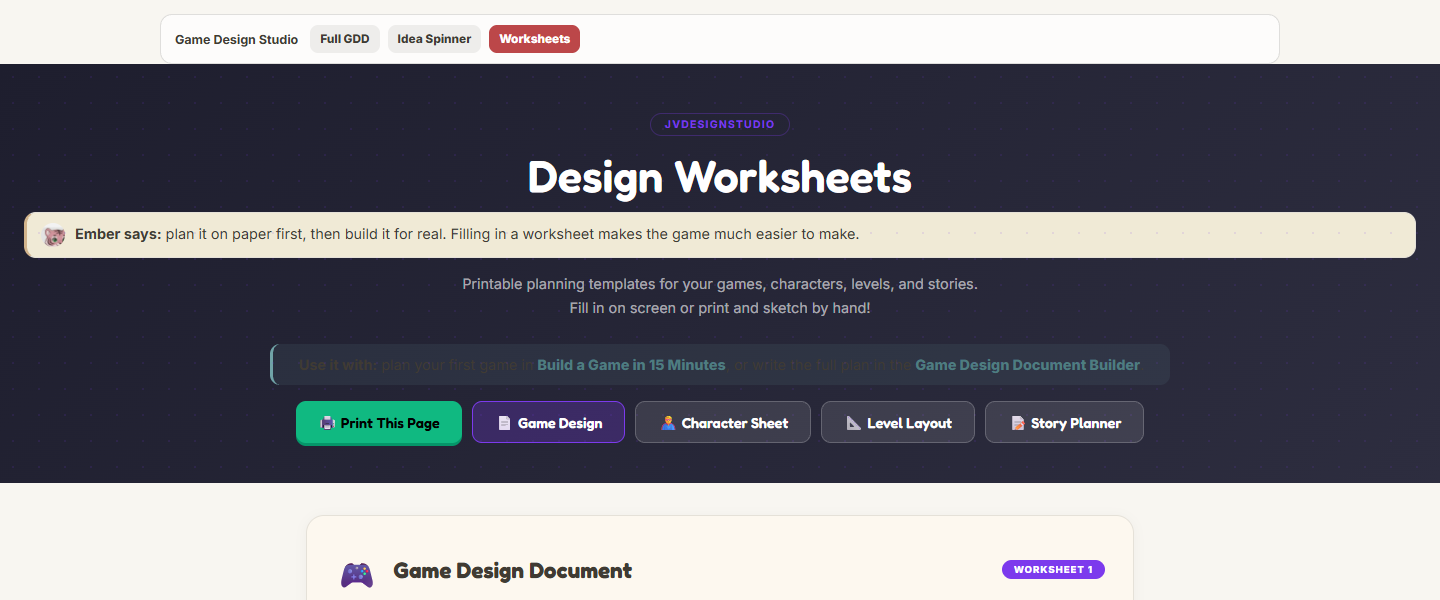 Game Design Studio Full GDD Idea Spinner Worksheets
JVDESIGNSTUDIO
Design Worksheets
Ember says: plan it on paper first, then build it for real. Filling in a worksheet makes the game much easier to make.
Printable planning templates for your games, characters, levels, and stories.
Fill in on screen or print and sketch by hand!
Use it with: plan your first game in Build a Game in 15 Minutes, or write the full plan in the Game Design Document Builder
Print This Page Game Design Character Sheet Level Layout Story Planner
Game Design Document WORKSHEET 1